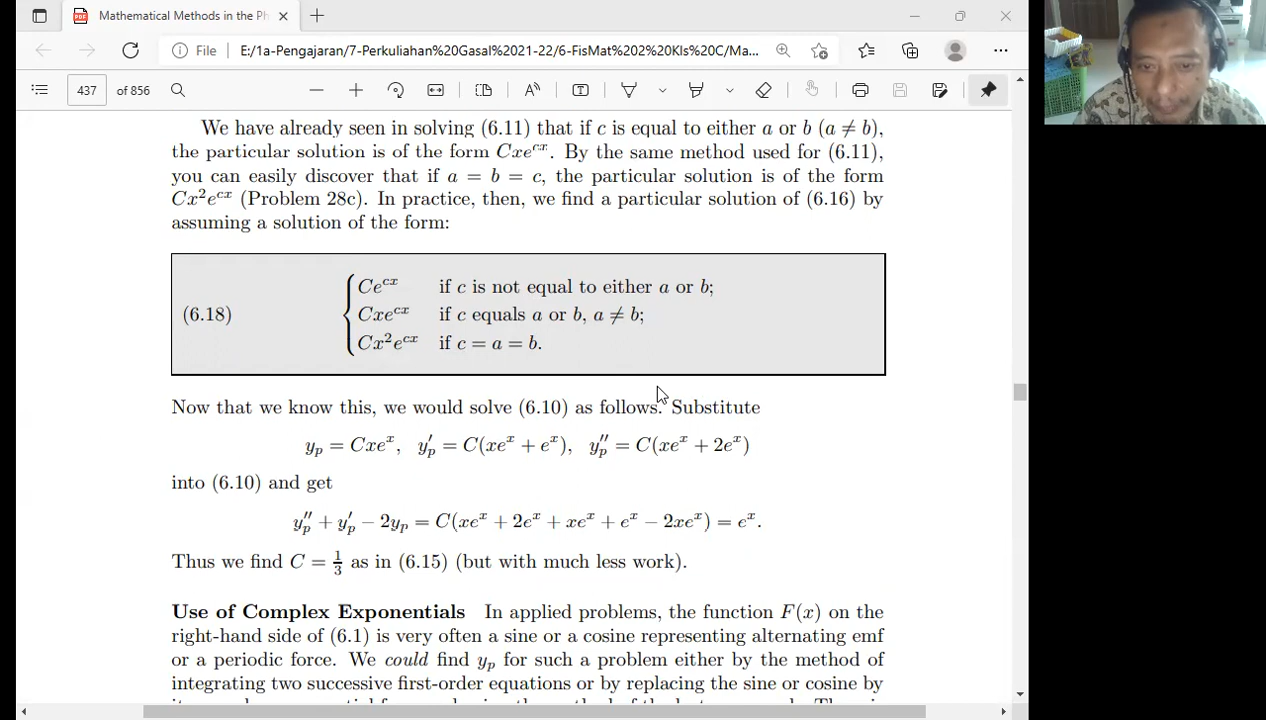 Mathematical Methods in the Ph
File E:/1a-Pengajaran/7-Perkuliahan%20Gasal%202021-22/6-FisMat%202%20Kls%20C/Ma...
437 of 856
We have already seen in solving (6.11) that if c is equal to either a or b (a ≠ b),
the particular solution is of the form Cxe^{cx}. By the same method used for (6.11),
you can easily discover that if a = b = c, the particular solution is of the form
Cx²e^{cx} (Problem 28c). In practice, then, we find a particular solution of (6.16) by
assuming a solution of the form:
Ce^{cx} if c is not equal to either a or b;
(6.18) Cxe^{cx} if c equals a or b, a ≠ b;
Cx²e^{cx} if c = a = b.
Now that we know this, we would solve (6.10) as follows. Substitute
y_p = Cxe^x, y′_p = C(xe^x + e^x), y″_p = C(xe^x + 2e^x)
into (6.10) and get
y″_p + y′_p − 2y_p = C(xe^x + 2e^x + xe^x + e^x − 2xe^x) = e^x.
Thus we find C = 1/3 as in (6.15) (but with much less work).
Use of Complex Exponentials In applied problems, the function F(x) on the
right-hand side of (6.1) is very often a sine or a cosine representing alternating emf
or a periodic force. We could find y_p for such a problem either by the method of
integrating two successive first-order equations or by replacing the sine or cosine by